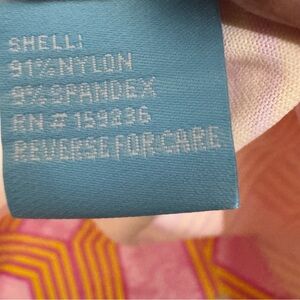 SHELL:
91% NYLON
9% SPANDEX
RN # 159236
REVERSE FOR CARE